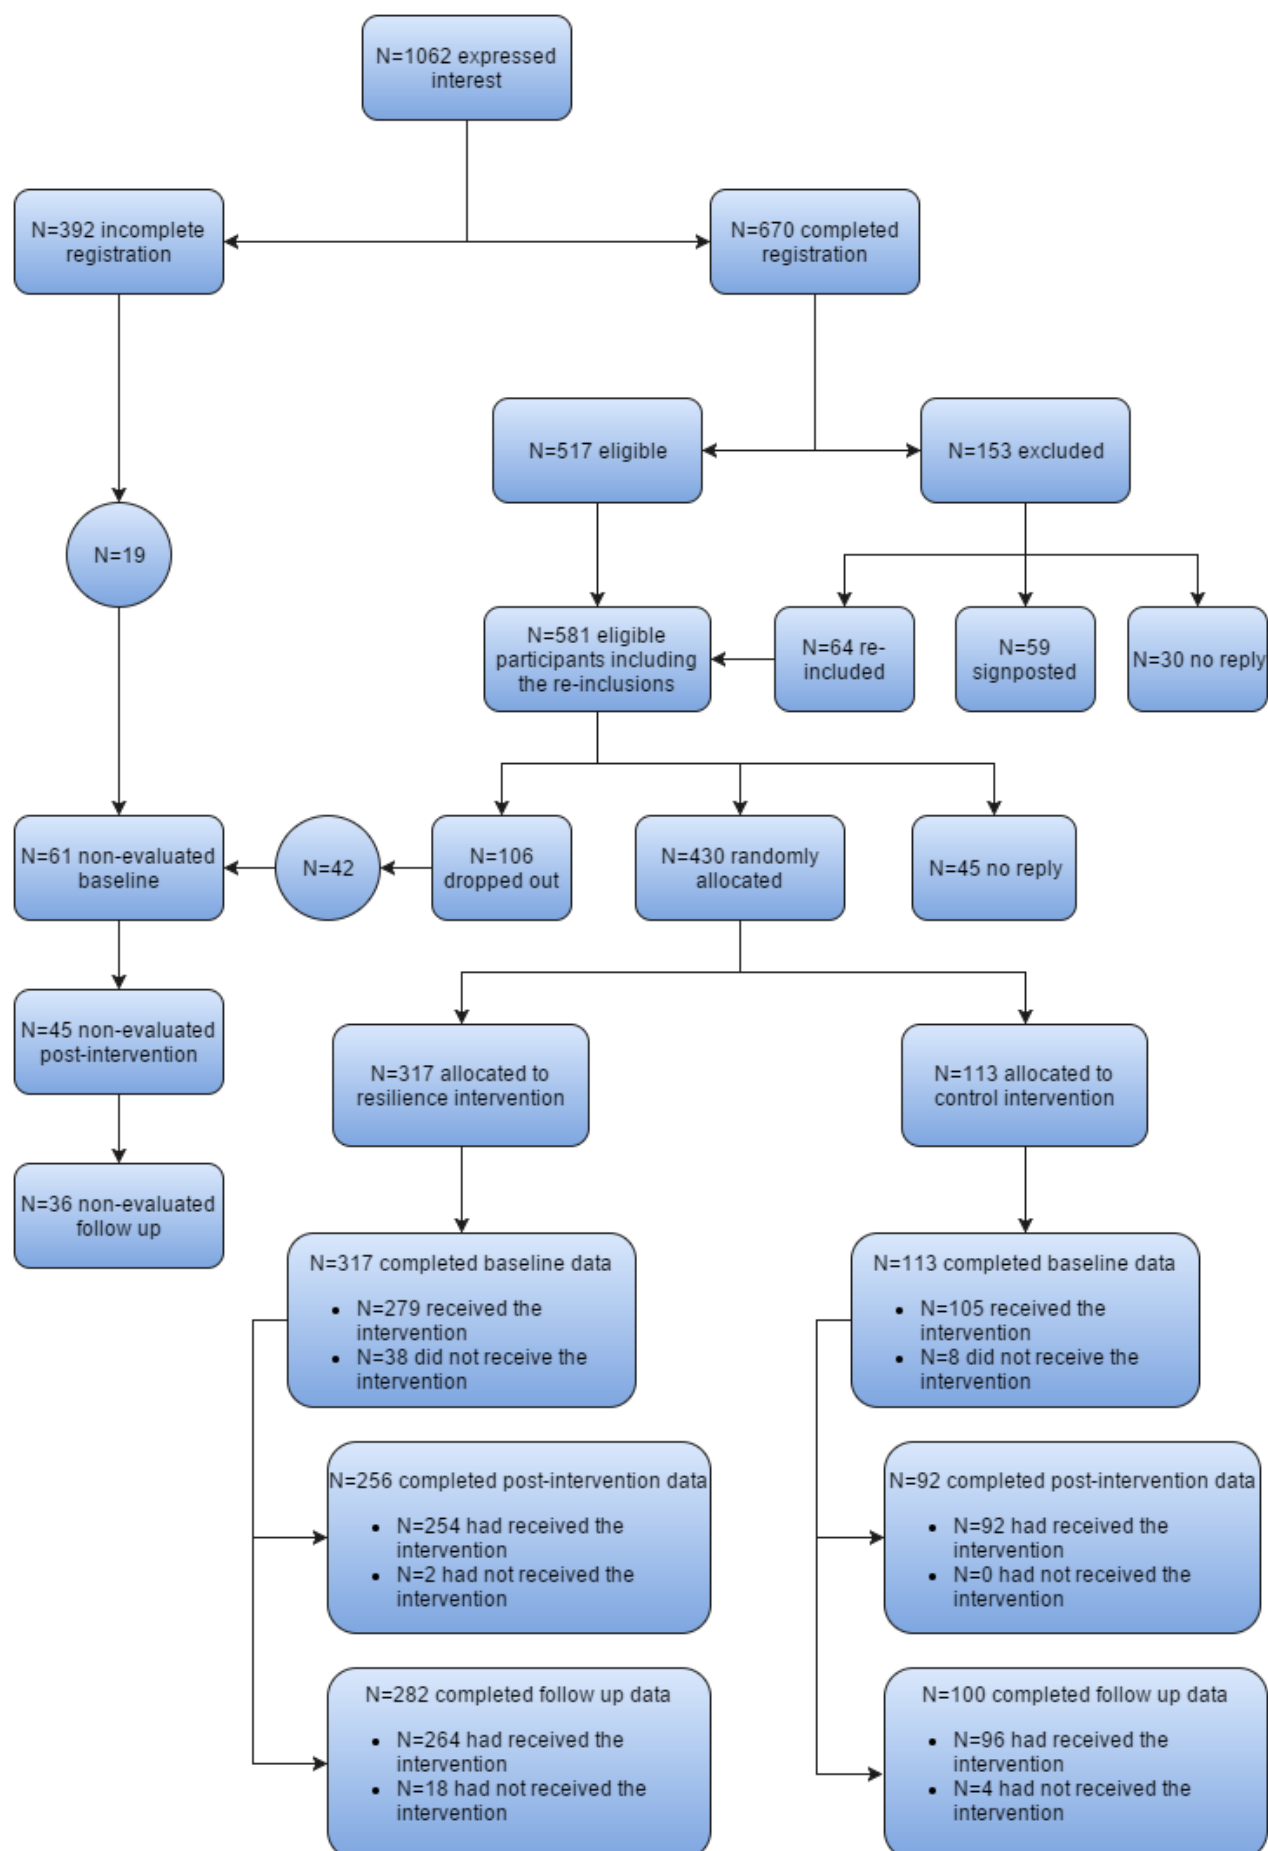 N=1062 expressed
interest
N=392 incomplete
registration
N=670 completed
registration
N=517 eligible
N=153 excluded
N=19
N=581 eligible
participants including
the re-inclusions
N=64 re-
included
N=59
signposted
N=30 no reply
N=61 non-evaluated
baseline
N=42
N=106
dropped out
N=430 randomly
allocated
N=45 no reply
N=45 non-evaluated
post-intervention
N=317 allocated to
resilience intervention
N=113 allocated to
control intervention
N=36 non-evaluated
follow up
N=317 completed baseline data
• N=279 received the
intervention
• N=38 did not receive the
intervention
N=113 completed baseline data
• N=105 received the
intervention
• N=8 did not receive the
intervention
N=256 completed post-intervention data
• N=254 had received the
intervention
• N=2 had not received the
intervention
N=92 completed post-intervention data
• N=92 had received the
intervention
• N=0 had not received the
intervention
N=282 completed follow up data
• N=264 had received the
intervention
• N=18 had not received the
intervention
N=100 completed follow up data
• N=96 had received the
intervention
• N=4 had not received the
intervention